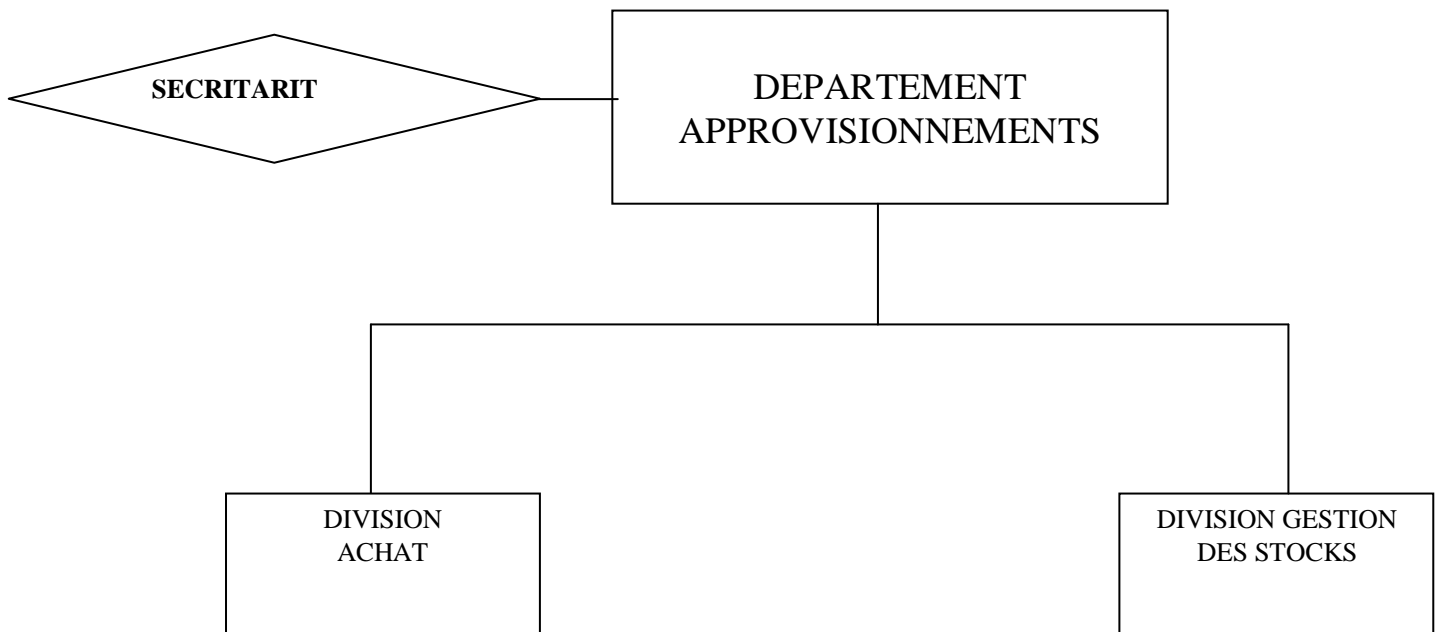 SECRITARIT
DEPARTEMENT
APPROVISIONNEMENTS
DIVISION
ACHAT
DIVISION GESTION
DES STOCKS